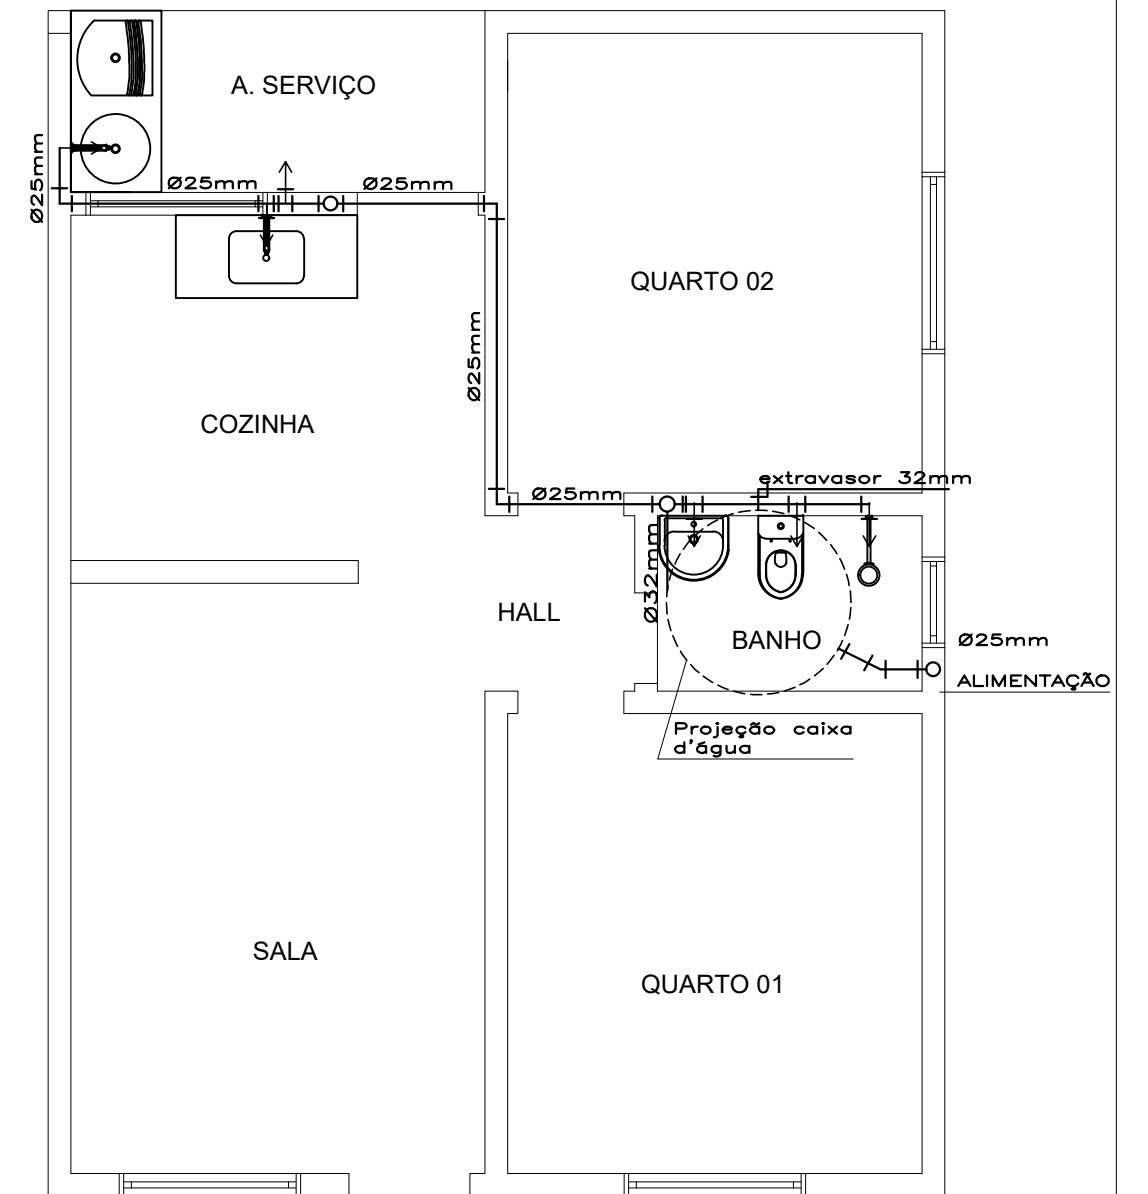 A. SERVIÇO
Ø25mm
Ø25mm
Ø25mm
QUARTO 02
Ø25mm
COZINHA
extravasor 32mm
Ø25mm
Ø32mm
HALL
BANHO
Ø25mm
ALIMENTAÇÃO
Projeção caixa
d'água
SALA
QUARTO 01